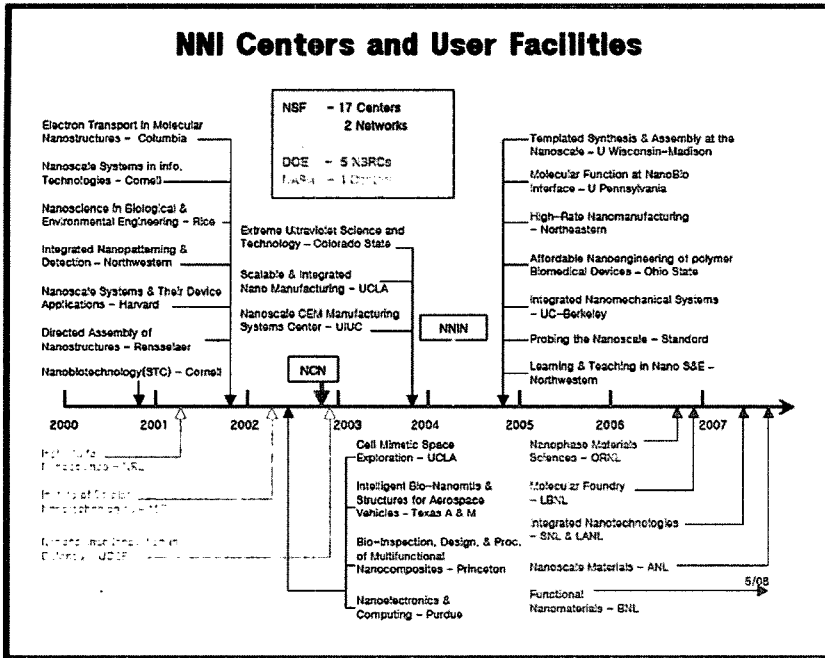 NNI Centers and User Facilities
NSF - 17 Centers
2 Networks
DOE - 5 NSRCs
Electron Transport in Molecular
Nanostructures - Columbia
Nanoscale Systems in info.
Technologies - Cornell
Nanoscience in Biological &
Environmental Engineering - Rice
Integrated Nanopatterning &
Detection - Northwestern
Nanoscale Systems & Their Device
Applications - Harvard
Directed Assembly of
Nanostructures - Rensselaer
Nanobiotechnology(STC) - Cornell
Extreme Ultraviolet Science and
Technology - Colorado State
Scalable & Integrated
Nano Manufacturing - UCLA
Nanoscale CEM Manufacturing
Systems Center - UIUC
NCN
NNIN
Templated Synthesis & Assembly at the
Nanoscale - U Wisconsin-Madison
Molecular Function at NanoBio
Interface - U Pennsylvania
High-Rate Nanomanufacturing
- Northeastern
Affordable Nanoengineering of polymer
Biomedical Devices - Ohio State
Integrated Nanomechanical Systems
- UC-Berkeley
Probing the Nanoscale - Standard
Learning & Teaching in Nano S&E -
Northwestern
2000 2001 2002 2003 2004 2005 2006 2007
Cell Mimetic Space
Exploration - UCLA
Intelligent Bio-Nanomtls &
Structures for Aerospace
Vehicles - Texas A & M
Bio-Inspection, Design, & Proc.
of Multifunctional
Nanocomposites - Princeton
Nanoelectronics &
Computing - Purdue
Nanophase Materials
Sciences - ORNL
Molecular Foundry
- LBNL
Integrated Nanotechnologies
- SNL & LANL
Nanoscale Materials - ANL
5/08
Functional
Nanomaterials - BNL